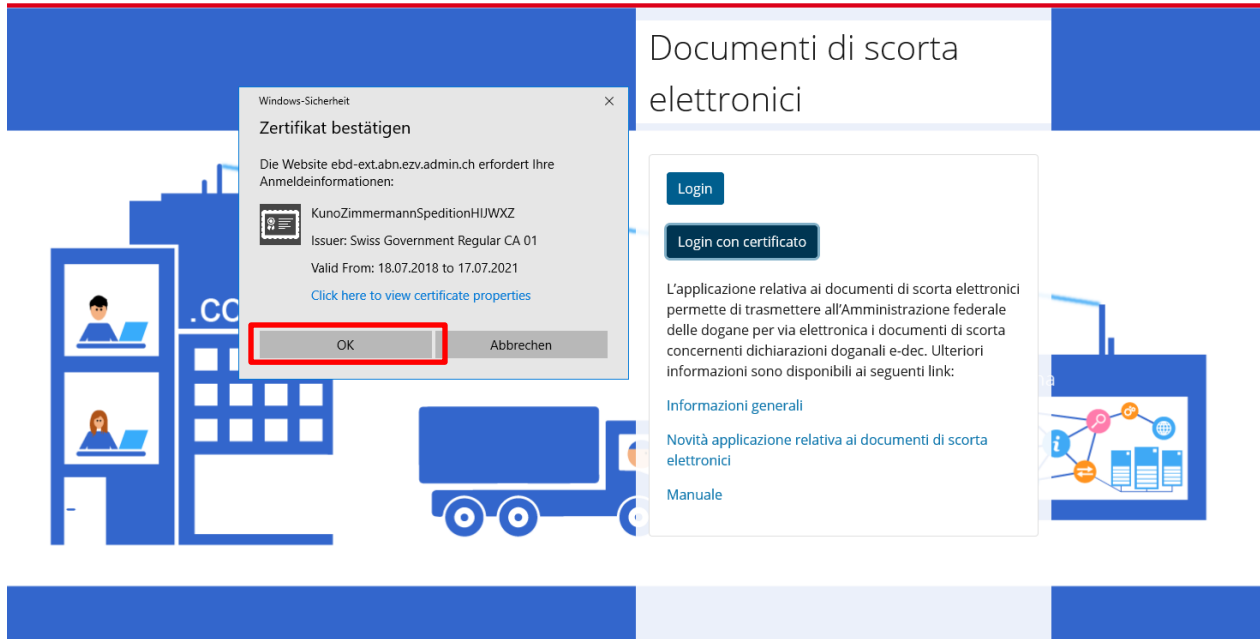 Documenti di scorta
elettronici
Windows-Sicherheit
Zertifikat bestätigen
Die Website ebd-ext.abn.ezv.admin.ch erfordert Ihre
Anmeldeinformationen:
KunoZimmermannSpeditionHIJWXZ
Issuer: Swiss Government Regular CA 01
Valid From: 18.07.2018 to 17.07.2021
Click here to view certificate properties
OK
Abbrechen
Login
Login con certificato
L'applicazione relativa ai documenti di scorta elettronici
permette di trasmettere all'Amministrazione federale
delle dogane per via elettronica i documenti di scorta
concernenti dichiarazioni doganali e-dec. Ulteriori
informazioni sono disponibili ai seguenti link:
Informazioni generali
Novità applicazione relativa ai documenti di scorta
elettronici
Manuale